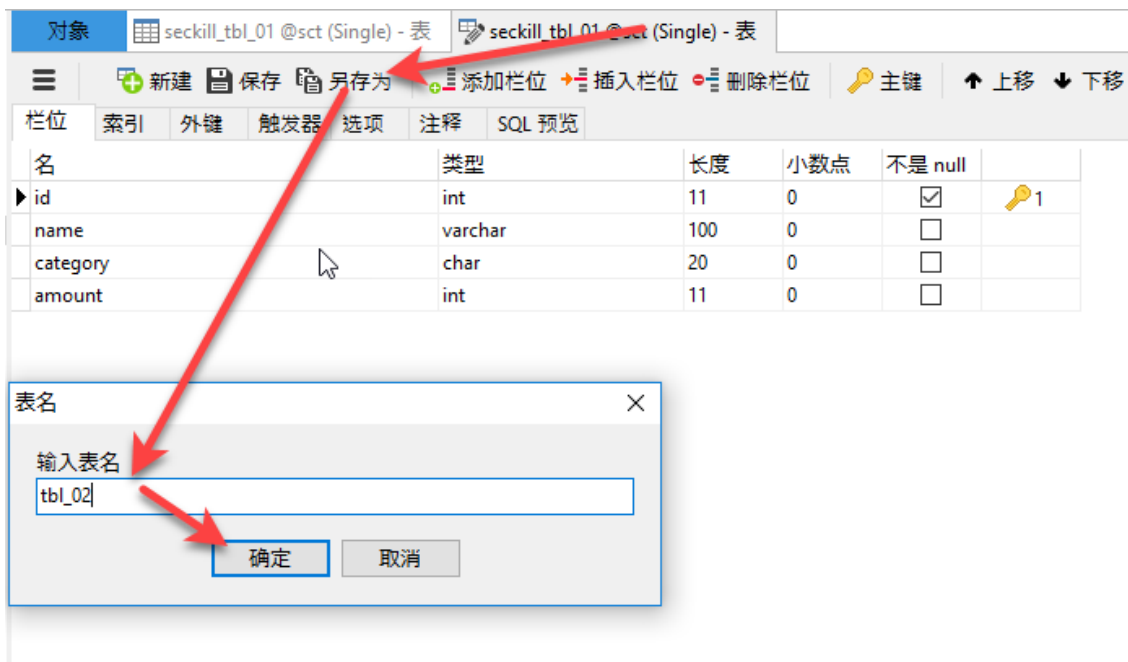 对象 seckill_tbl_01 @sct (Single) - 表 seckill_tbl_01 @sct (Single) - 表
新建 保存 另存为 添加栏位 插入栏位 删除栏位 主键 上移 下移
栏位 索引 外键 触发器 选项 注释 SQL 预览
名 类型 长度 小数点 不是 null
id int 11 0 1
name varchar 100 0
category char 20 0
amount int 11 0
表名
输入表名
tbl_02
确定 取消